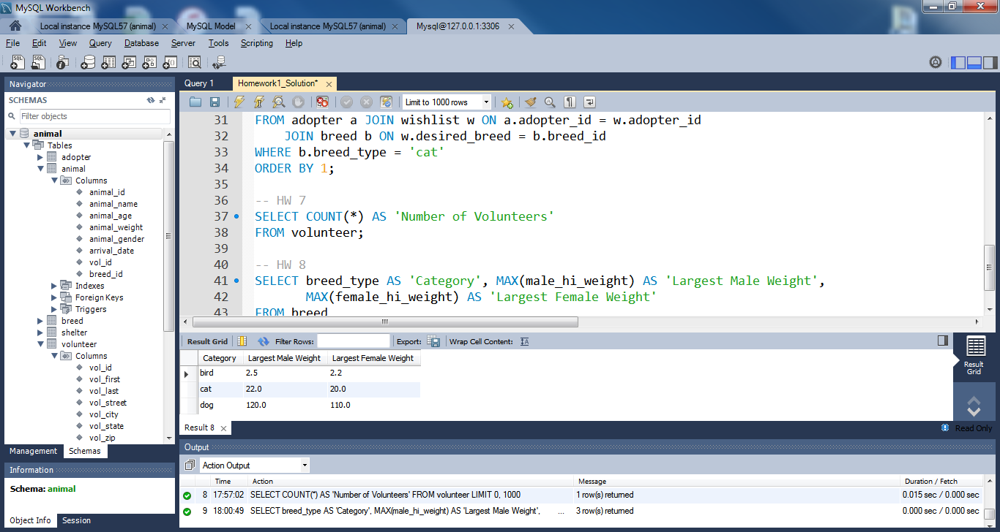 MySQL Workbench
Local instance MySQL57 (animal) MySQL Model Local instance MySQL57 (animal) Mysql@127.0.0.1:3306
File Edit View Query Database Server Tools Scripting Help
Navigator
SCHEMAS
Filter objects
animal
Tables
adopter
animal
Columns
animal_id
animal_name
animal_age
animal_weight
animal_gender
arrival_date
vol_id
breed_id
Indexes
Foreign Keys
Triggers
breed
shelter
volunteer
Columns
vol_id
vol_first
vol_last
vol_street
vol_city
vol_state
vol_zip
Management Schemas
Information
Schema: animal
Object Info Session
Query 1 Homework1_Solution*
Limit to 1000 rows
31 FROM adopter a JOIN wishlist w ON a.adopter_id = w.adopter_id
32 JOIN breed b ON w.desired_breed = b.breed_id
33 WHERE b.breed_type = 'cat'
34 ORDER BY 1;
35
36 -- HW 7
37 SELECT COUNT(*) AS 'Number of Volunteers'
38 FROM volunteer;
39
40 -- HW 8
41 SELECT breed_type AS 'Category', MAX(male_hi_weight) AS 'Largest Male Weight',
42 MAX(female_hi_weight) AS 'Largest Female Weight'
43 FROM breed
Result Grid Filter Rows: Export: Wrap Cell Content:
Category Largest Male Weight Largest Female Weight
bird 2.5 2.2
cat 22.0 20.0
dog 120.0 110.0
Result Grid
Result 8
Read Only
Output
Action Output
Time Action Message Duration / Fetch
8 17:57:02 SELECT COUNT(*) AS 'Number of Volunteers' FROM volunteer LIMIT 0, 1000 1 row(s) returned 0.015 sec / 0.000 sec
9 18:00:49 SELECT breed_type AS 'Category', MAX(male_hi_weight) AS 'Largest Male Weight', ... 3 row(s) returned 0.000 sec / 0.000 sec